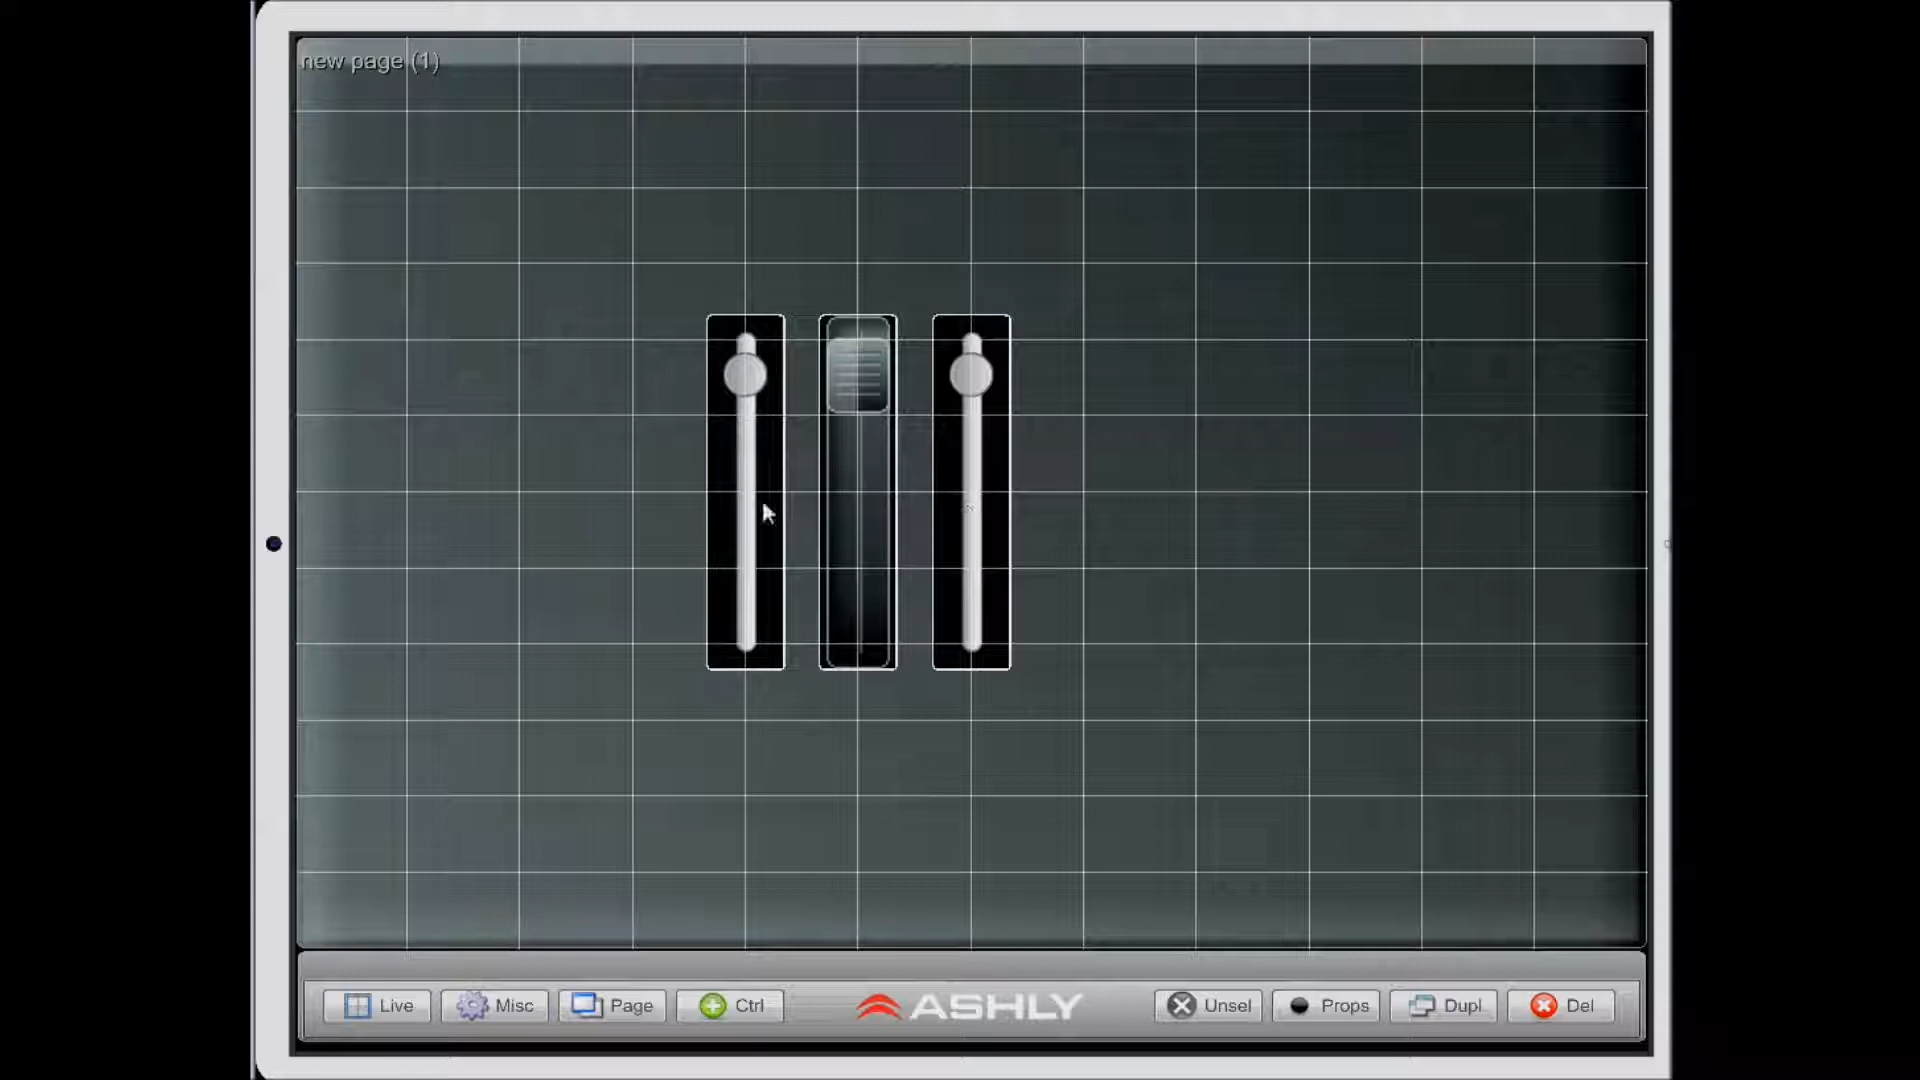 new page (1)
Live
Misc
Page
Ctrl
ASHLY
Unsel
Props
Dupl
Del